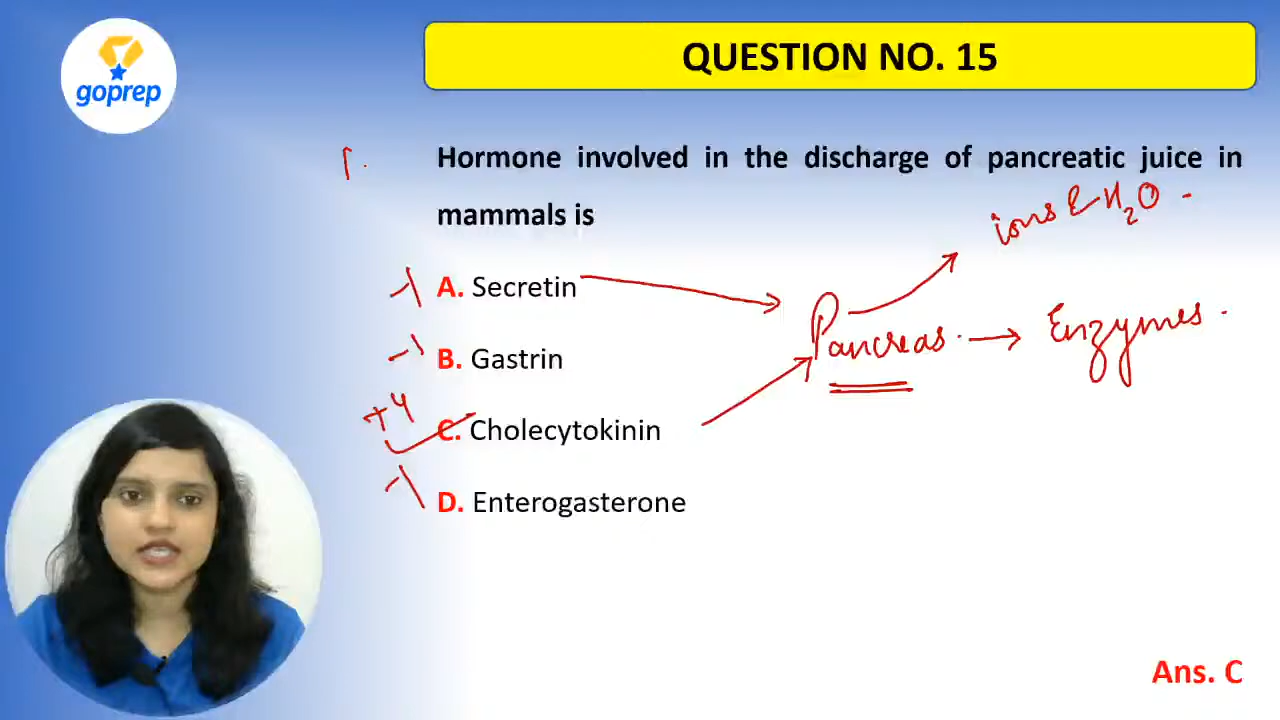 goprep
QUESTION NO. 15
Hormone involved in the discharge of pancreatic juice in
mammals is
ions & H2O
A. Secretin
Pancreas. → Enzymes.
B. Gastrin
+4
C. Cholecytokinin
D. Enterogasterone
Ans. C